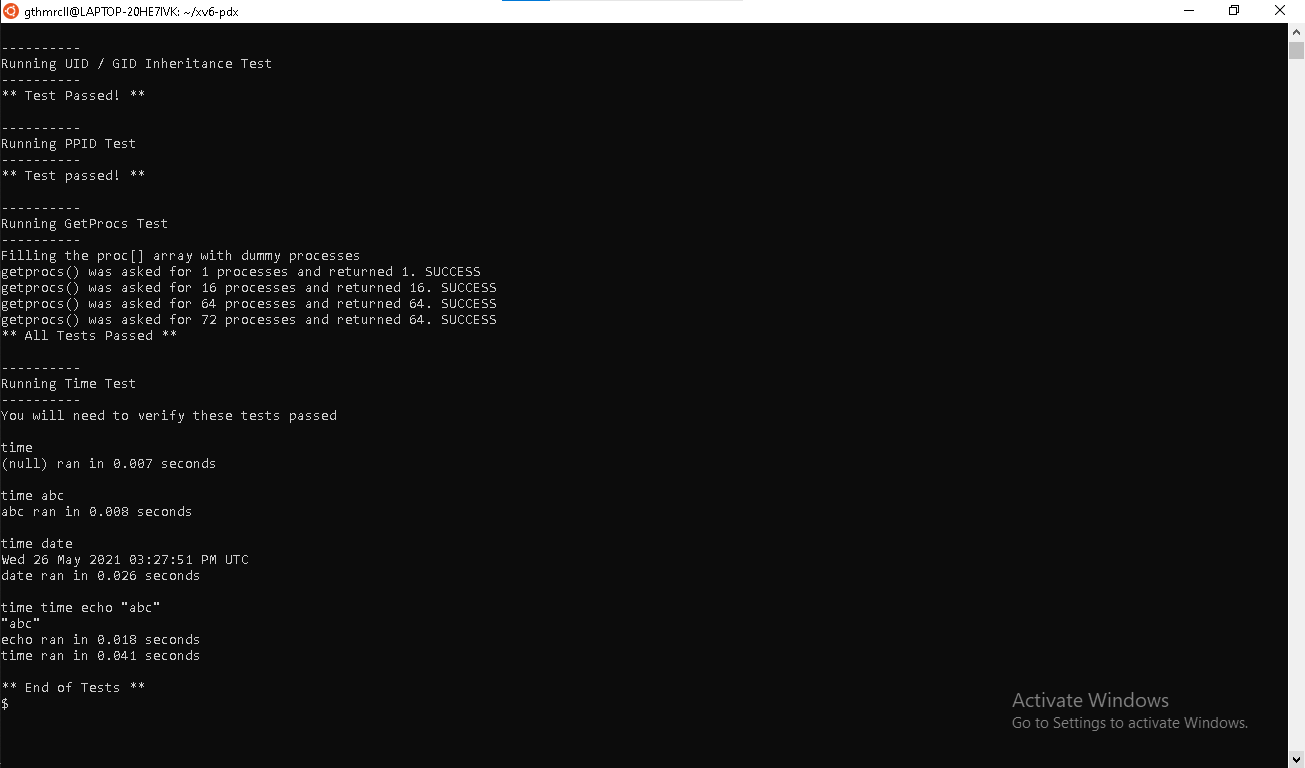 gthmrcll@LAPTOP-20HE7IVK: ~/xv6-pdx
----------
Running UID / GID Inheritance Test
----------
** Test Passed! **
----------
Running PPID Test
----------
** Test passed! **
----------
Running GetProcs Test
----------
Filling the proc[] array with dummy processes
getprocs() was asked for 1 processes and returned 1. SUCCESS
getprocs() was asked for 16 processes and returned 16. SUCCESS
getprocs() was asked for 64 processes and returned 64. SUCCESS
getprocs() was asked for 72 processes and returned 64. SUCCESS
** All Tests Passed **
----------
Running Time Test
----------
You will need to verify these tests passed
time
(null) ran in 0.007 seconds
time abc
abc ran in 0.008 seconds
time date
Wed 26 May 2021 03:27:51 PM UTC
date ran in 0.026 seconds
time time echo "abc"
"abc"
echo ran in 0.018 seconds
time ran in 0.041 seconds
** End of Tests **
$
Activate Windows
Go to Settings to activate Windows.